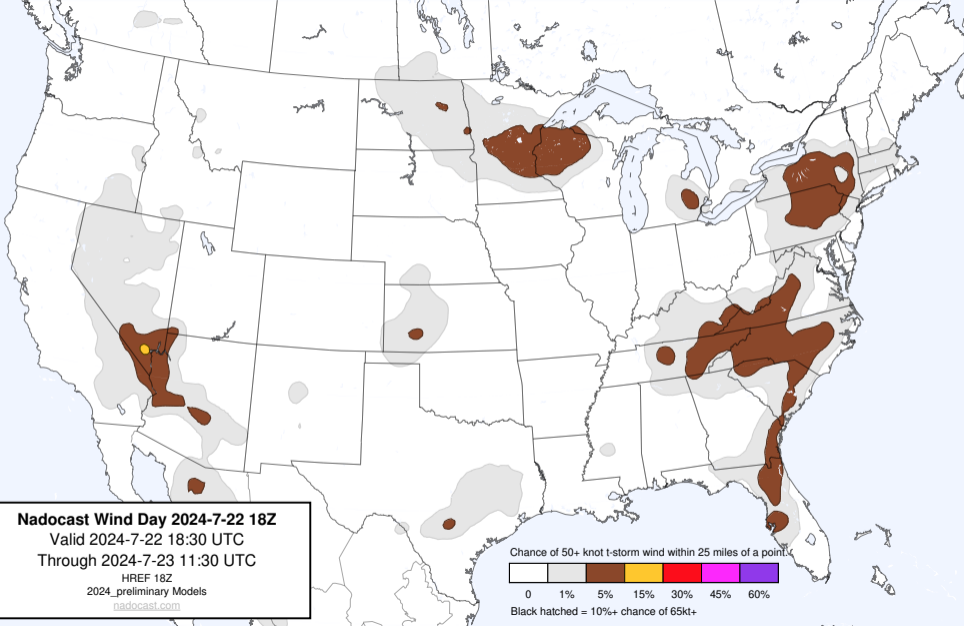 Nadocast Wind Day 2024-7-22 18Z
Valid 2024-7-22 18:30 UTC
Through 2024-7-23 11:30 UTC
HREF 18Z
2024_preliminary Models
nadocast.com
Chance of 50+ knot t-storm wind within 25 miles of a point.
0 1% 5% 15% 30% 45% 60%
Black hatched = 10%+ chance of 65kt+